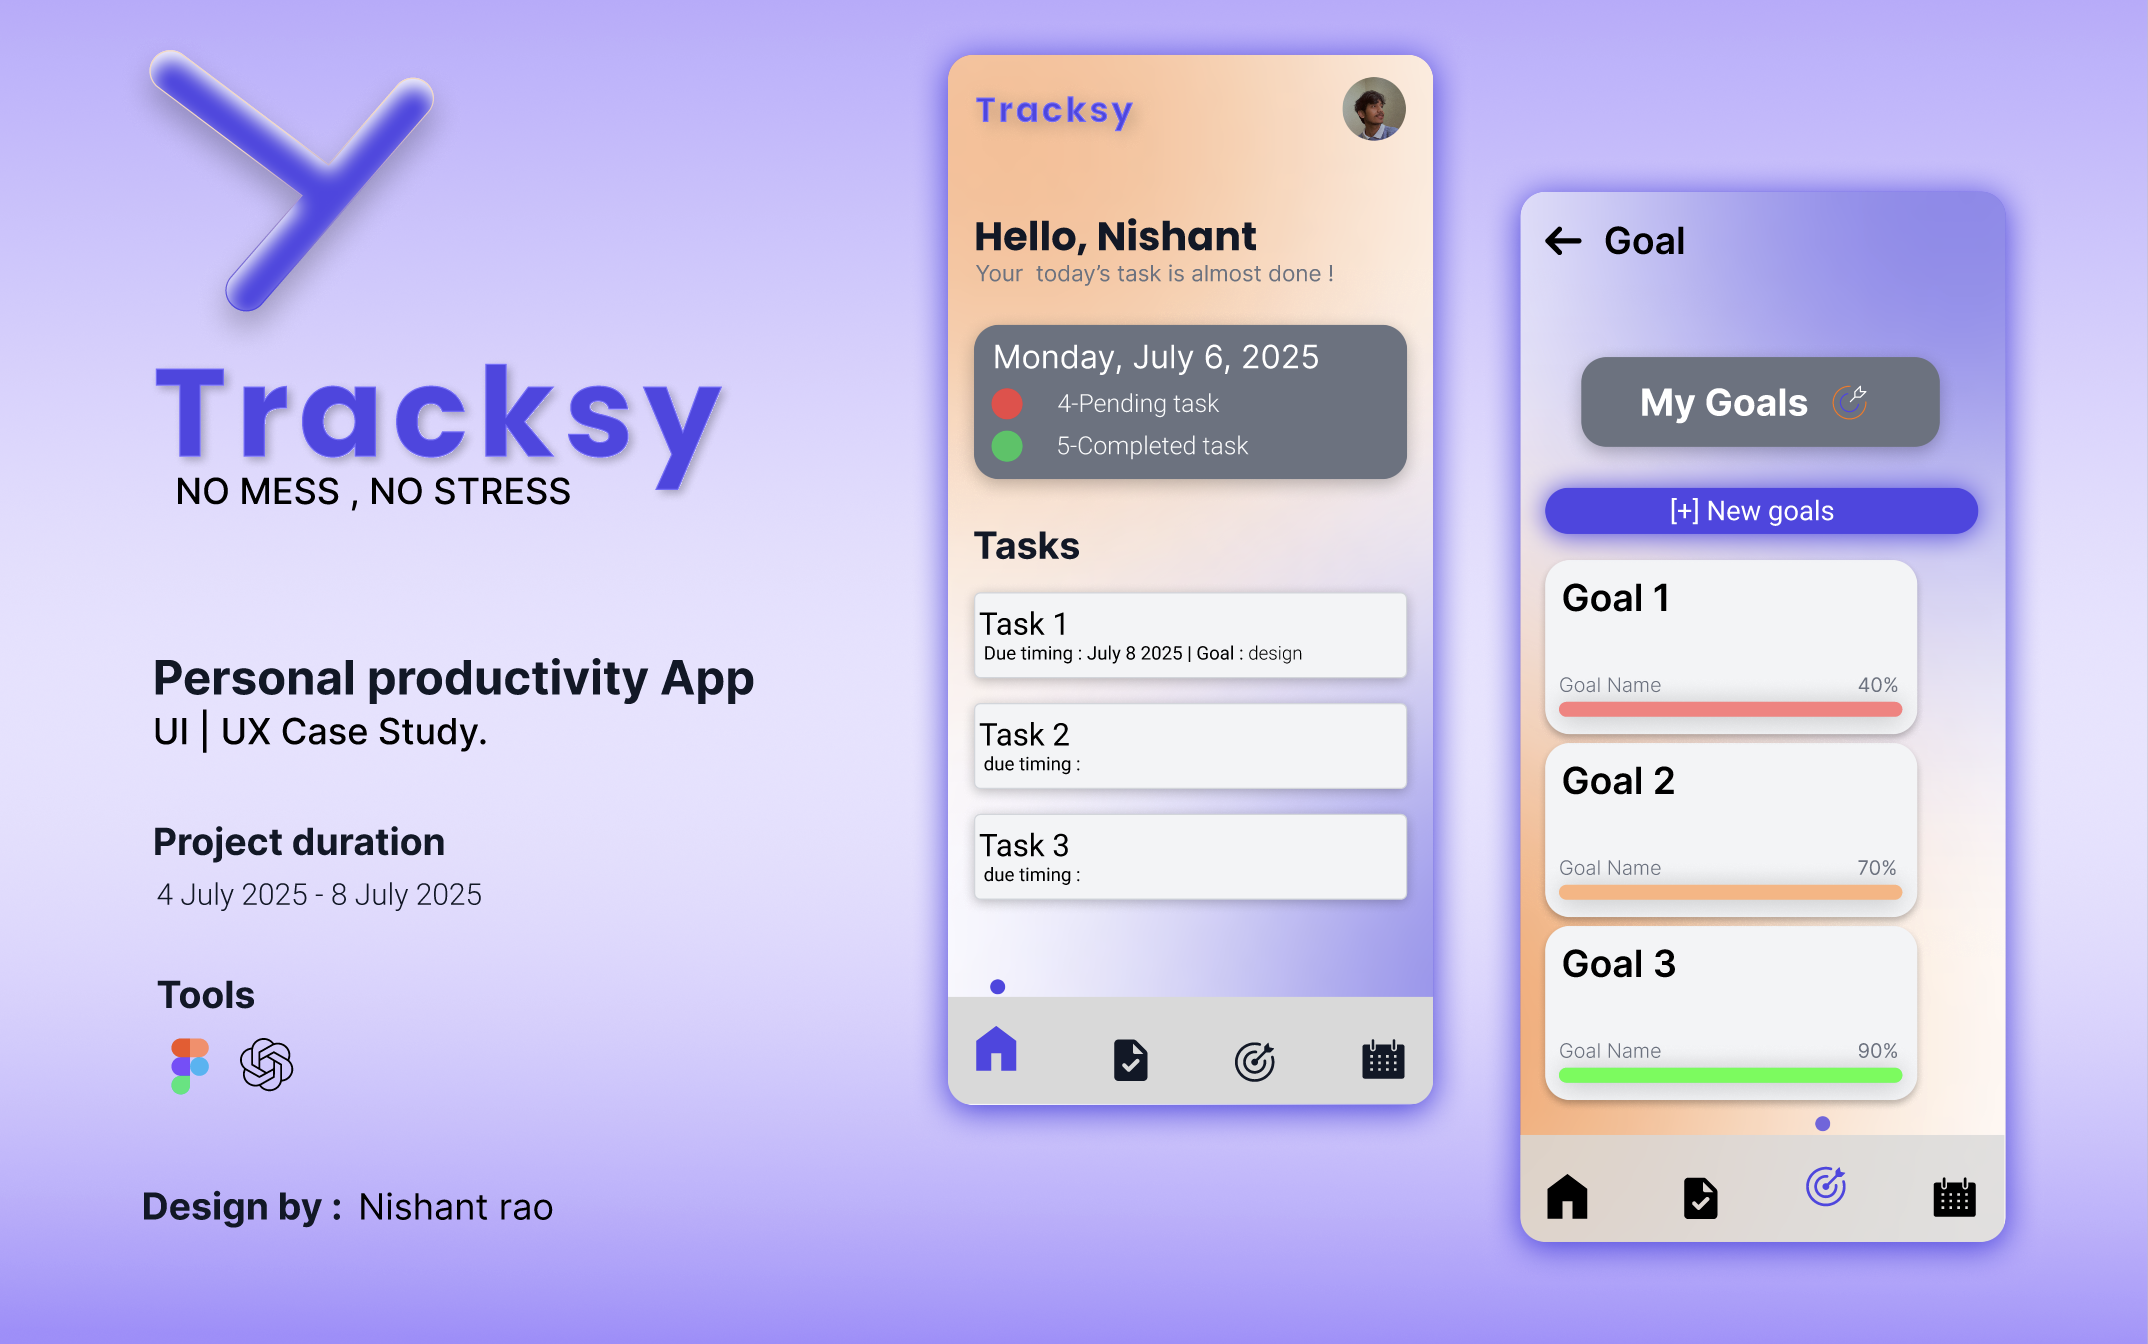 Tracksy
NO MESS , NO STRESS
Personal productivity App
UI | UX Case Study.
Project duration
4 July 2025 - 8 July 2025
Tools
Design by : Nishant rao
Tracksy
Hello, Nishant
Your today's task is almost done !
Monday, July 6, 2025
4-Pending task
5-Completed task
Tasks
Task 1
Due timing : July 8 2025 | Goal : design
Task 2
due timing :
Task 3
due timing :
Goal
My Goals
[+] New goals
Goal 1
Goal Name 40%
Goal 2
Goal Name 70%
Goal 3
Goal Name 90%